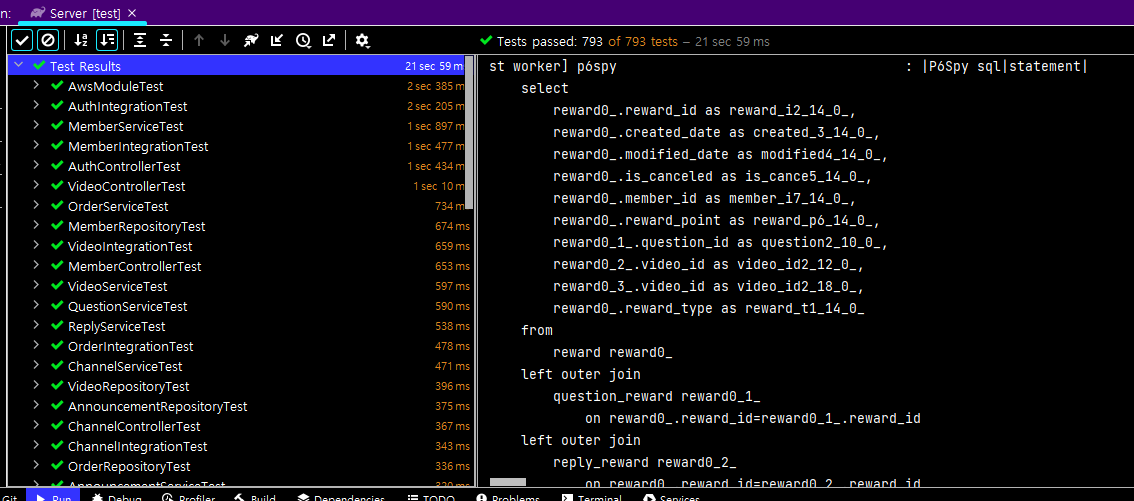 n:
Server [test]
Tests passed: 793 of 793 tests – 21 sec 59 ms
Test Results 21 sec 59 ms
AwsModuleTest 2 sec 385 m
AuthIntegrationTest 2 sec 205 m
MemberServiceTest 1 sec 897 m
MemberIntegrationTest 1 sec 477 m
AuthControllerTest 1 sec 434 m
VideoControllerTest 1 sec 10 m
OrderServiceTest 734 m
MemberRepositoryTest 674 ms
VideoIntegrationTest 659 ms
MemberControllerTest 653 ms
VideoServiceTest 597 ms
QuestionServiceTest 590 ms
ReplyServiceTest 538 ms
OrderIntegrationTest 478 ms
ChannelServiceTest 471 ms
VideoRepositoryTest 396 ms
AnnouncementRepositoryTest 375 ms
ChannelControllerTest 367 ms
ChannelIntegrationTest 343 ms
OrderRepositoryTest 336 ms
AnnouncementServiceTest 320 ms
st worker] p6spy : |P6Spy sql|statement|
select
reward0_.reward_id as reward_i2_14_0_,
reward0_.created_date as created_3_14_0_,
reward0_.modified_date as modified4_14_0_,
reward0_.is_canceled as is_cance5_14_0_,
reward0_.member_id as member_i7_14_0_,
reward0_.reward_point as reward_p6_14_0_,
reward0_1_.question_id as question2_10_0_,
reward0_2_.video_id as video_id2_12_0_,
reward0_3_.video_id as video_id2_18_0_,
reward0_.reward_type as reward_t1_14_0_
from
reward reward0_
left outer join
question_reward reward0_1_
on reward0_.reward_id=reward0_1_.reward_id
left outer join
reply_reward reward0_2_
on reward0_.reward_id=reward0_2_.reward_id
Git Run Debug Profiler Build Dependencies TODO Problems Terminal Services